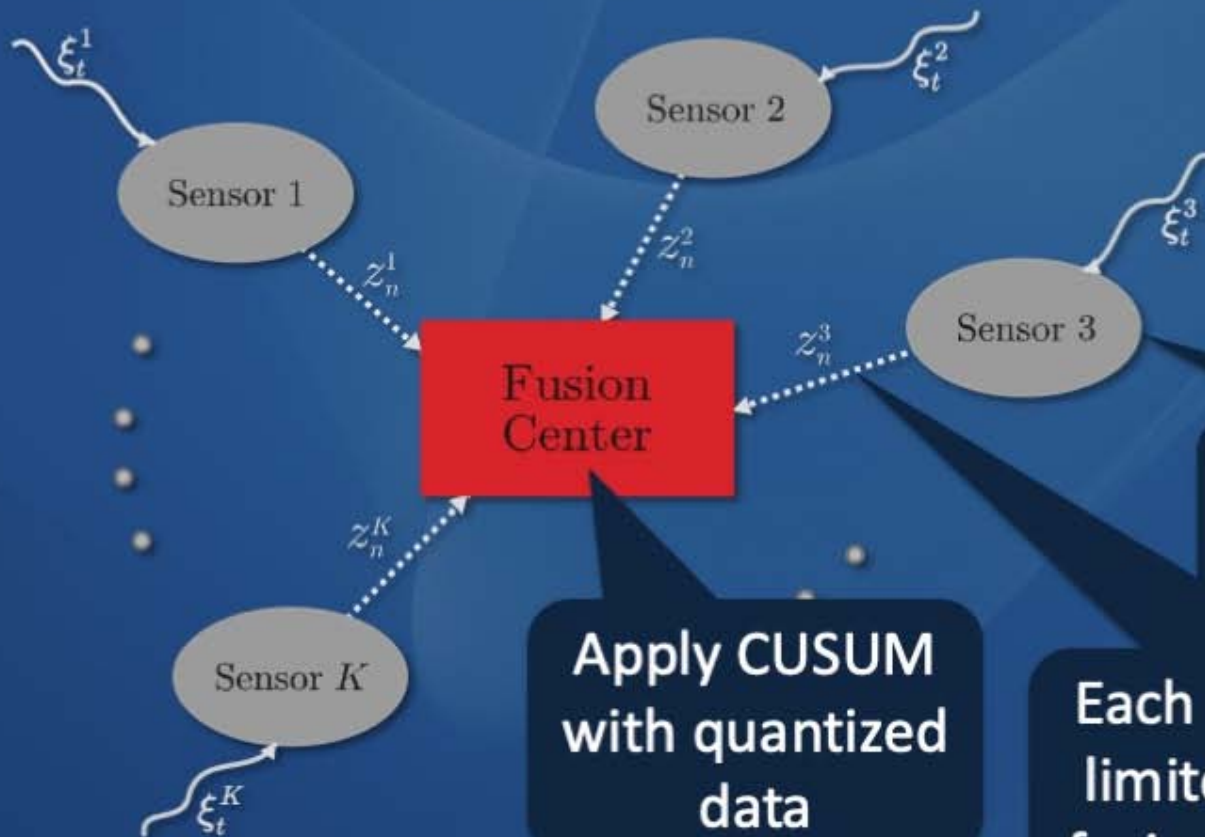 ξ_t^1
ξ_t^2
Sensor 2
Sensor 1
ξ_t^3
z_n^1
z_n^2
Sensor 3
z_n^3
Fusion
Center
z_n^K
Sensor K
ξ_t^K
Apply CUSUM
with quantized
data
Each